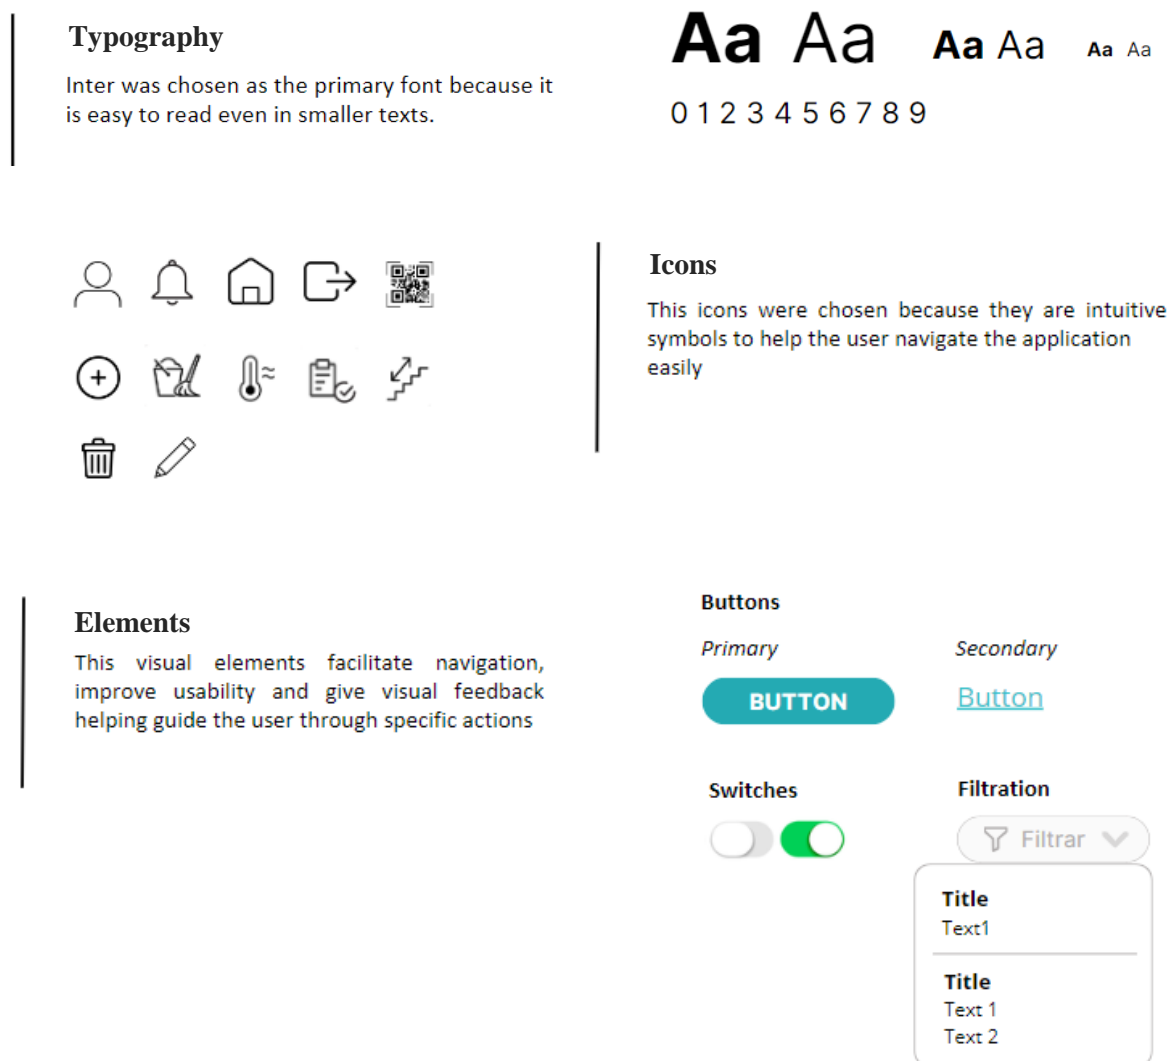 Typography
Inter was chosen as the primary font because it
is easy to read even in smaller texts.
Aa Aa Aa Aa Aa Aa
0 1 2 3 4 5 6 7 8 9
Icons
This icons were chosen because they are intuitive
symbols to help the user navigate the application
easily
Elements
This visual elements facilitate navigation,
improve usability and give visual feedback
helping guide the user through specific actions
Buttons
Primary
Secondary
BUTTON
Button
Switches
Filtration
Filtrar
Title
Text1
Title
Text 1
Text 2